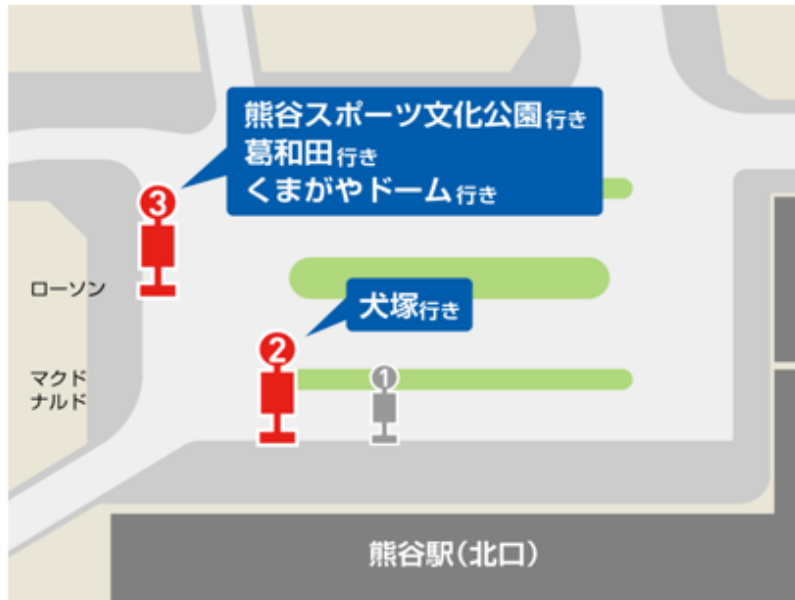 熊谷スポーツ文化公園行き
葛和田行き
くまがやドーム行き
3
ローソン
犬塚行き
2
1
マクド
ナルド
熊谷駅(北口)